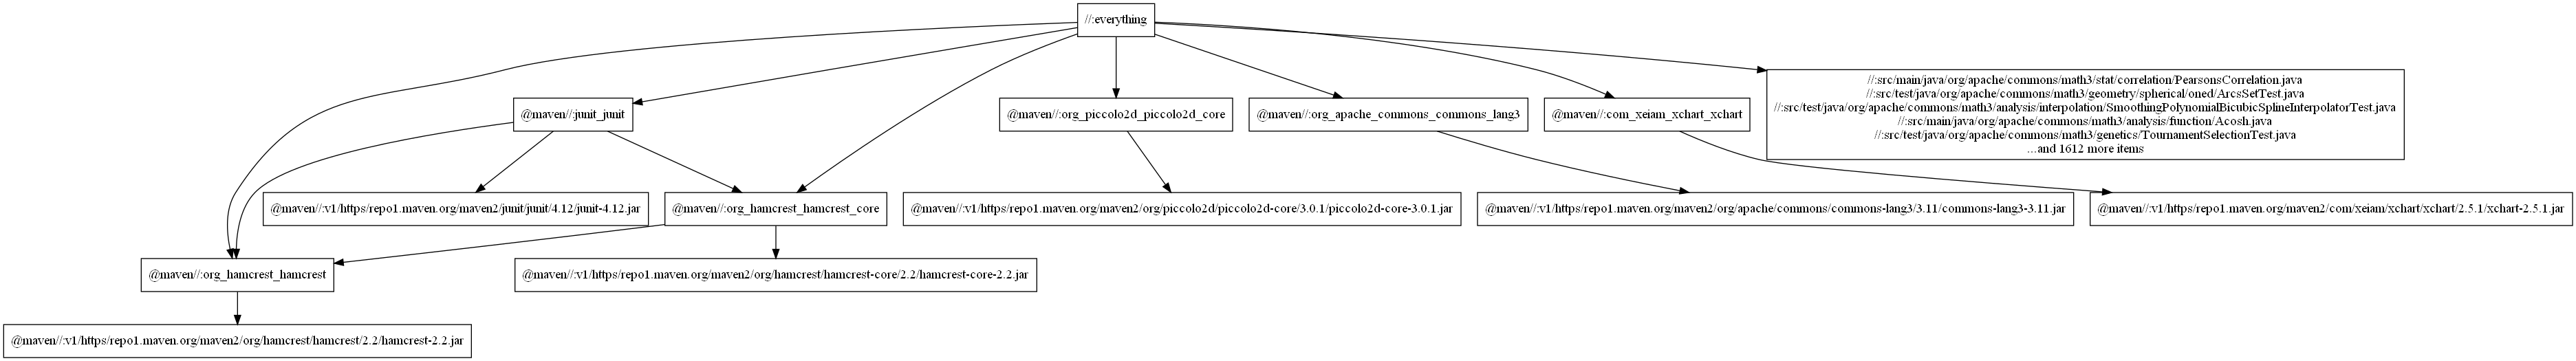 //:everything
//:src/main/java/org/apache/commons/math3/stat/correlation/PearsonsCorrelation.java
//:src/test/java/org/apache/commons/math3/geometry/spherical/oned/ArcsSetTest.java
//:src/test/java/org/apache/commons/math3/analysis/interpolation/SmoothingPolynomialBicubicSplineInterpolatorTest.java
//:src/main/java/org/apache/commons/math3/analysis/function/Acosh.java
//:src/test/java/org/apache/commons/math3/genetics/TournamentSelectionTest.java
...and 1612 more items
@maven//:junit_junit
@maven//:org_piccolo2d_piccolo2d_core
@maven//:org_apache_commons_commons_lang3
@maven//:com_xeiam_xchart_xchart
@maven//:v1/https/repo1.maven.org/maven2/junit/junit/4.12/junit-4.12.jar
@maven//:org_hamcrest_hamcrest_core
@maven//:v1/https/repo1.maven.org/maven2/org/piccolo2d/piccolo2d-core/3.0.1/piccolo2d-core-3.0.1.jar
@maven//:v1/https/repo1.maven.org/maven2/org/apache/commons/commons-lang3/3.11/commons-lang3-3.11.jar
@maven//:v1/https/repo1.maven.org/maven2/com/xeiam/xchart/xchart/2.5.1/xchart-2.5.1.jar
@maven//:org_hamcrest_hamcrest
@maven//:v1/https/repo1.maven.org/maven2/org/hamcrest/hamcrest-core/2.2/hamcrest-core-2.2.jar
@maven//:v1/https/repo1.maven.org/maven2/org/hamcrest/hamcrest/2.2/hamcrest-2.2.jar